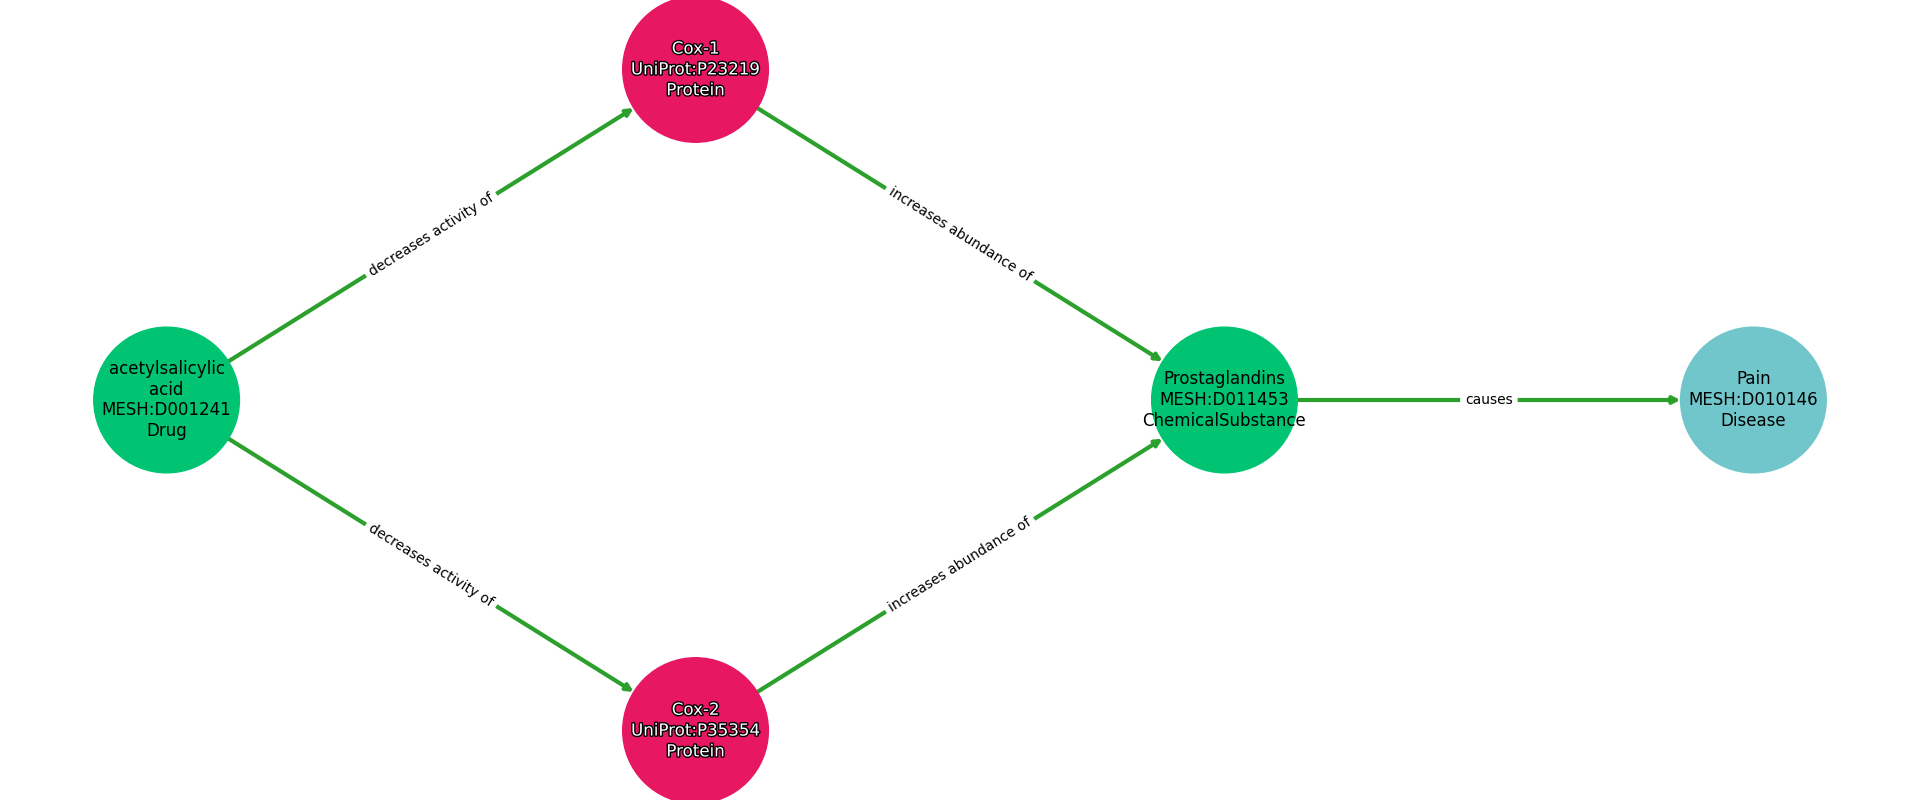 Cox-1
UniProt:P23219
Protein
decreases activity of
increases abundance of
acetylsalicylic
acid
MESH:D001241
Drug
Prostaglandins
MESH:D011453
ChemicalSubstance
causes
Pain
MESH:D010146
Disease
decreases activity of
increases abundance of
Cox-2
UniProt:P35354
Protein